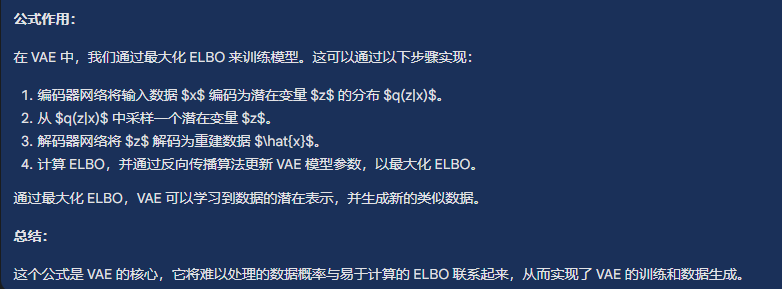 公式作用：
在 VAE 中，我们通过最大化 ELBO 来训练模型。这可以通过以下步骤实现：
1. 编码器网络将输入数据 $x$ 编码为潜在变量 $z$ 的分布 $q(z|x)$。
2. 从 $q(z|x)$ 中采样一个潜在变量 $z$。
3. 解码器网络将 $z$ 解码为重建数据 $\hat{x}$。
4. 计算 ELBO，并通过反向传播算法更新 VAE 模型参数，以最大化 ELBO。
通过最大化 ELBO，VAE 可以学习到数据的潜在表示，并生成新的类似数据。
总结：
这个公式是 VAE 的核心，它将难以处理的数据概率与易于计算的 ELBO 联系起来，从而实现了 VAE 的训练和数据生成。